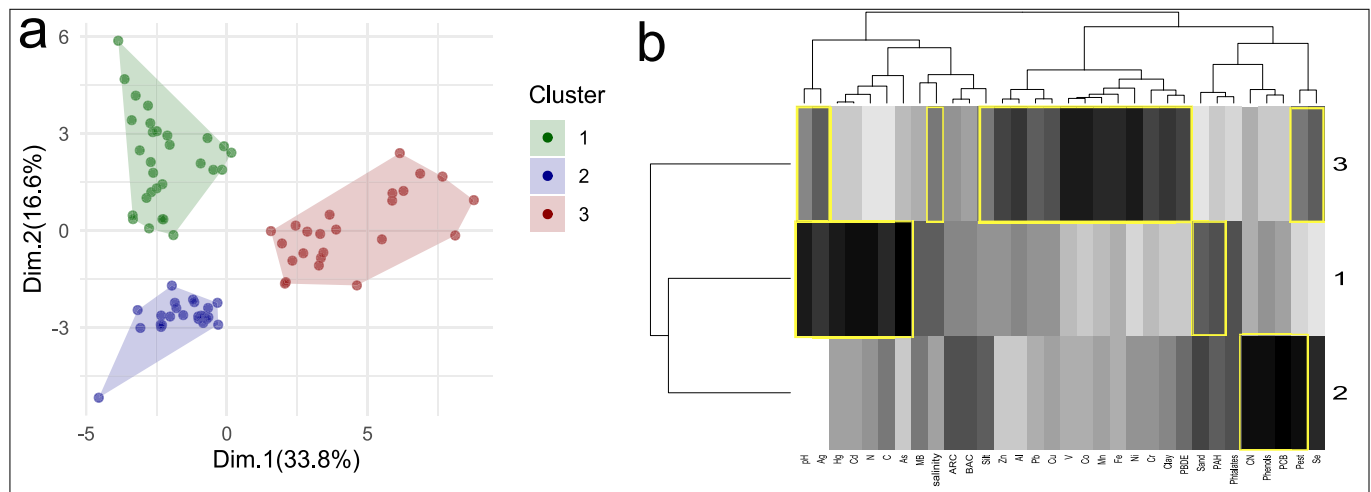 a
6
3
0
-3
-5
0
5
Dim.2(16.6%)
Dim.1(33.8%)
Cluster
1
2
3
b
3
1
2
pH
Ag
Hg
Cd
N
C
As
MB
salinity
ARC
BAC
Silt
Zn
Al
Pb
Cu
V
Co
Mn
Fe
Ni
Cr
Clay
PBDE
Sand
PAH
Phtalates
CN
Phenols
PCB
Pest
Se